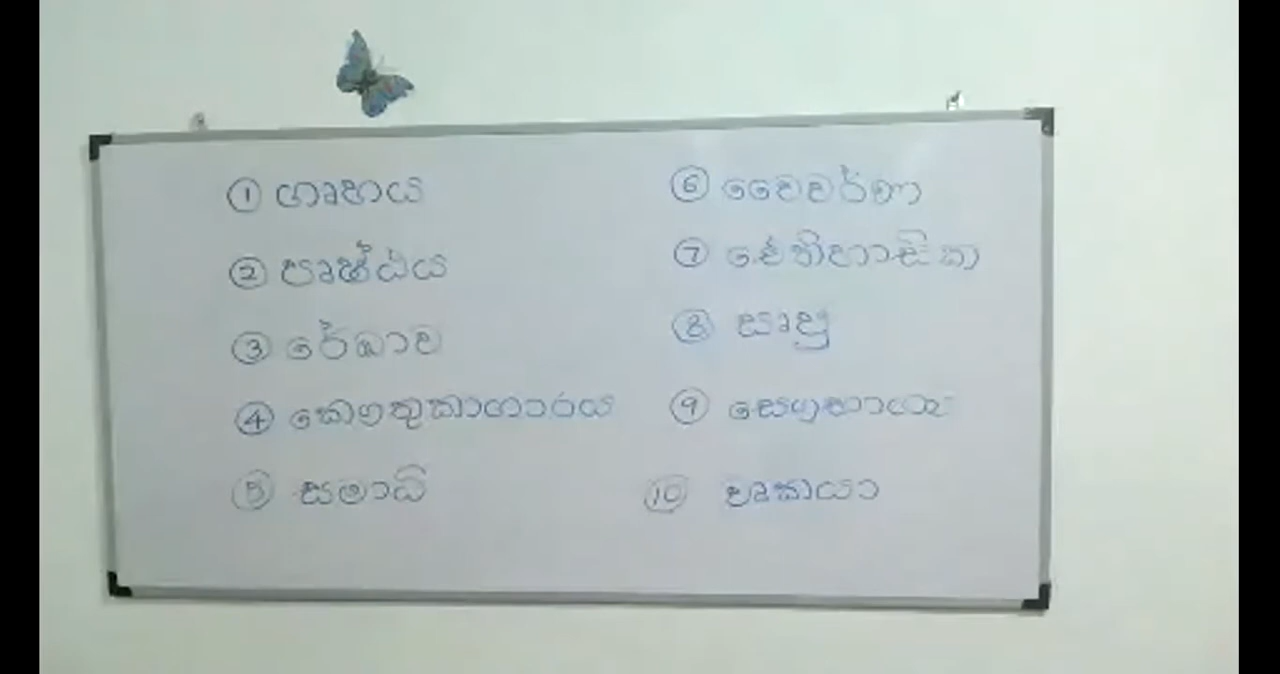 ① ගෘහය
② පෘෂ්ඨය
③ රේඛාව
④ කෞතුකාගාරය
⑤ සමාධි
⑥ වෛවර්ණ
⑦ ඓතිහාසික
⑧ සෘජු
⑨ සෞභාග්‍ය
⑩ වෘකයා